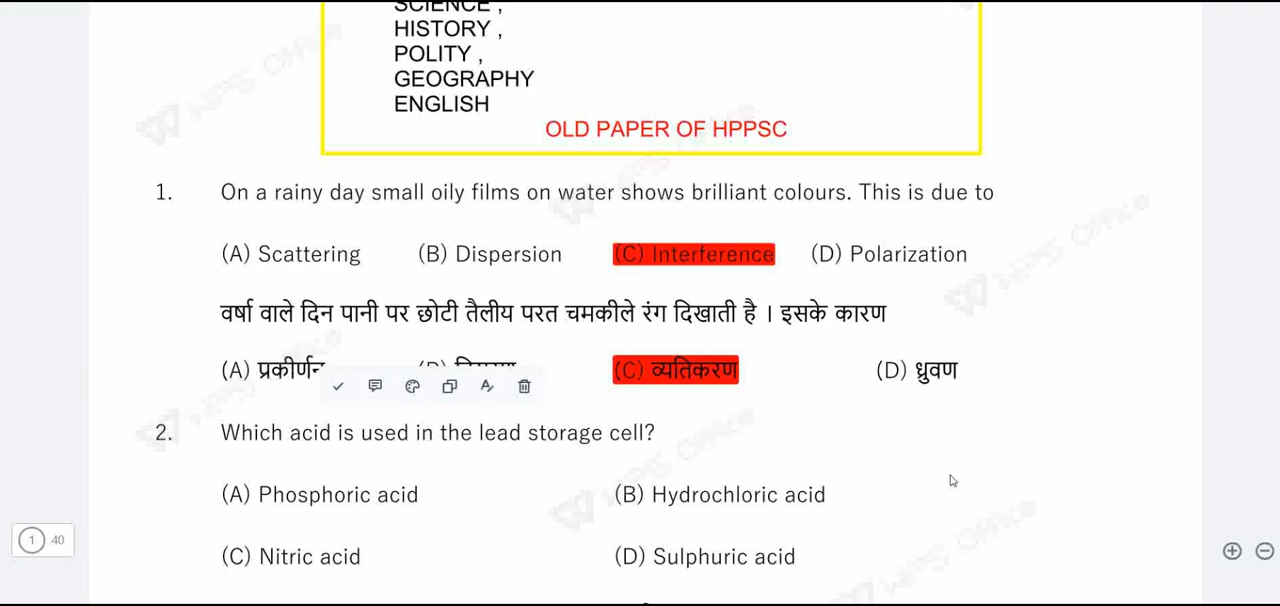 SCIENCE ,
HISTORY ,
POLITY ,
GEOGRAPHY
ENGLISH
OLD PAPER OF HPPSC
1. On a rainy day small oily films on water shows brilliant colours. This is due to
(A) Scattering (B) Dispersion (C) Interference (D) Polarization
वर्षा वाले दिन पानी पर छोटी तैलीय परत चमकीले रंग दिखाती है । इसके कारण
(A) प्रकीर्णन (C) व्यतिकरण (D) ध्रुवण
2. Which acid is used in the lead storage cell?
(A) Phosphoric acid (B) Hydrochloric acid
1 40
(C) Nitric acid (D) Sulphuric acid
WPS OFFICE